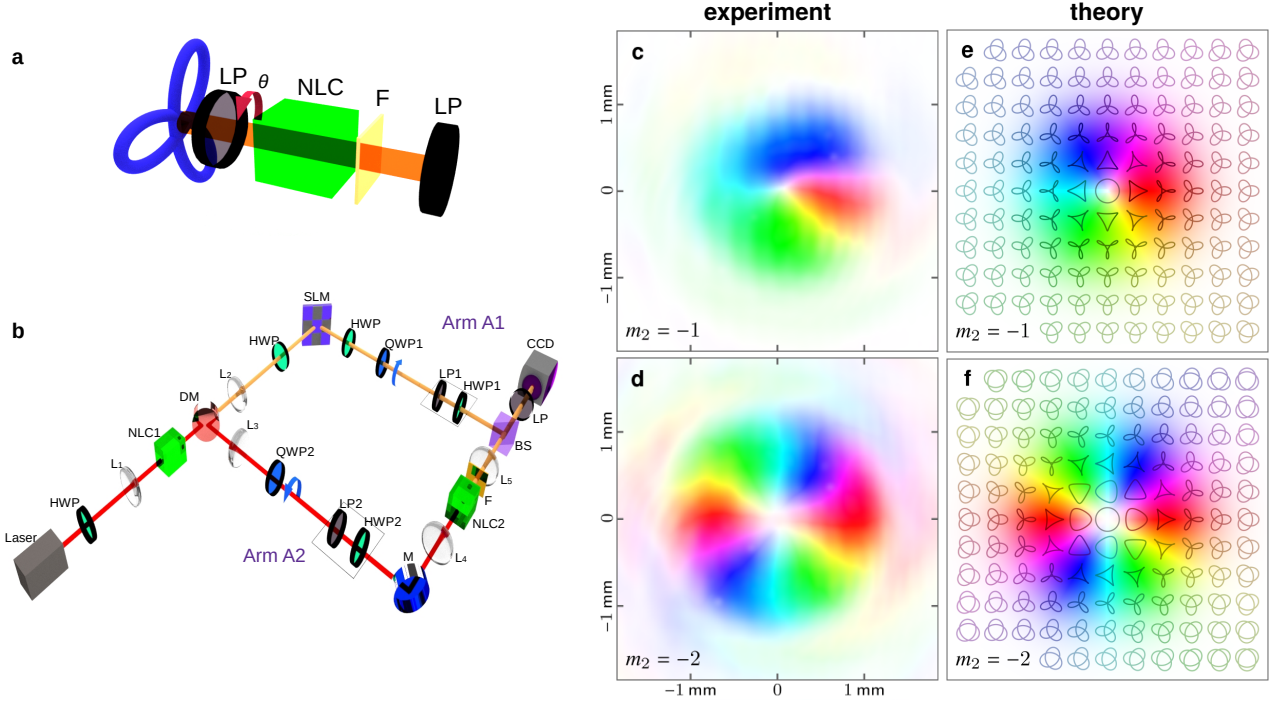 experiment
theory
a
LP
θ
NLC
F
LP
b
SLM
HWP
HWP
QWP1
Arm A1
CCD
LP1
HWP1
LP
BS
L2
DM
L3
NLC1
L1
HWP
Laser
QWP2
LP2
HWP2
Arm A2
M
L4
L5
F
NLC2
c
1 mm
0
−1 mm
m2 = −1
d
1 mm
0
−1 mm
m2 = −2
−1 mm
0
1 mm
e
m2 = −1
f
m2 = −2